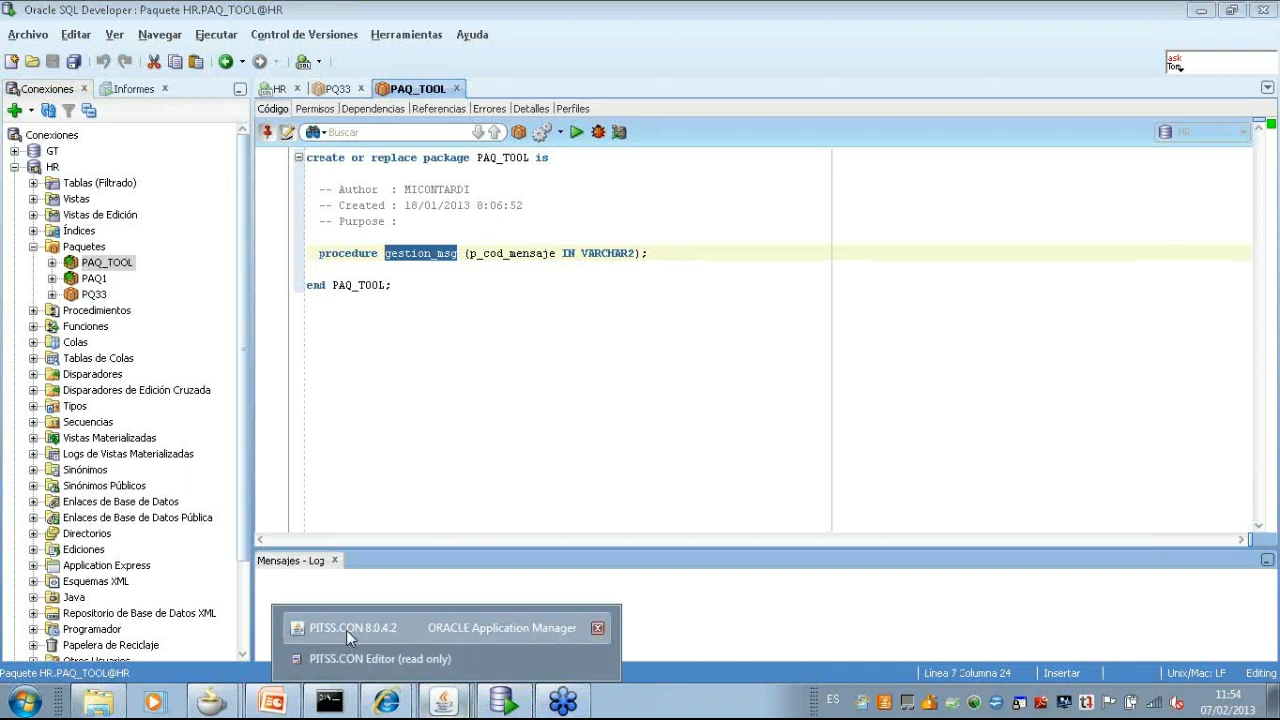 Oracle SQL Developer : Paquete HR.PAQ_TOOL@HR
Archivo Editar Ver Navegar Ejecutar Control de Versiones Herramientas Ayuda
ask
Tom
Conexiones Informes HR PQ33 PAQ_TOOL
Código Permisos Dependencias Referencias Errores Detalles Perfiles
Buscar HR
Conexiones
GT
HR
Tablas (Filtrado)
Vistas
Vistas de Edición
Índices
Paquetes
PAQ_TOOL
PAQ1
PQ33
Procedimientos
Funciones
Colas
Tablas de Colas
Disparadores
Disparadores de Edición Cruzada
Tipos
Secuencias
Vistas Materializadas
Logs de Vistas Materializadas
Sinónimos
Sinónimos Públicos
Enlaces de Base de Datos
Enlaces de Base de Datos Pública
Directorios
Ediciones
Application Express
Esquemas XML
Java
Repositorio de Base de Datos XML
Programador
Papelera de Reciclaje
Otros Usuarios
create or replace package PAQ_TOOL is
-- Author : MICONTARDI
-- Created : 18/01/2013 8:06:52
-- Purpose :
procedure gestion_msg (p_cod_mensaje IN VARCHAR2);
end PAQ_TOOL;
Mensajes - Log
PITSS.CON 8.0.4.2 ORACLE Application Manager
PITSS.CON Editor (read only)
Paquete HR.PAQ_TOOL@HR Línea 7 Columna 24 Insertar Unix/Mac: LF Editing
ES 11:54
07/02/2013